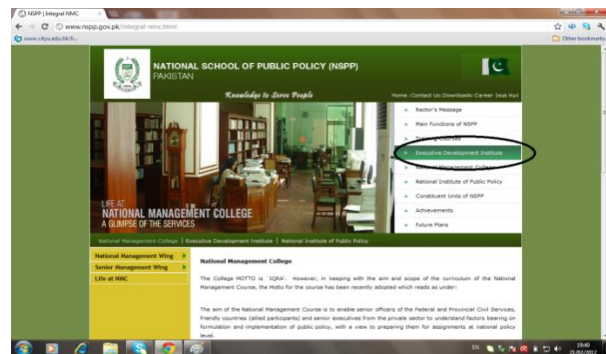 NSPP | Integral NMC
www.nspp.gov.pk/integral-nmc.html
Other bookmarks
NATIONAL SCHOOL OF PUBLIC POLICY (NSPP)
PAKISTAN
Knowledge to Serve People
Home Contact Us Downloads Career Desk Mail
Rector's Message
Main Functions of NSPP
Training Courses
Executive Development Institute
National Management College
National Institute of Public Policy
Constituent Units of NSPP
Achievements
Future Plans
LIFE AT
NATIONAL MANAGEMENT COLLEGE
A GLIMPSE OF THE SERVICES
National Management College | Executive Development Institute | National Institute of Public Policy
National Management Wing
Senior Management Wing
Life at NMC
National Management College
The College MOTTO is 'IQRA'. However, in keeping with the aim and scope of the curriculum of the National
Management Course, the Motto for the course has been recently adopted which reads as under:
The aim of the National Management Course is to enable senior officers of the Federal and Provincial Civil Services,
friendly countries (allied participants) and senior executives from the private sector to understand factors bearing on
formulation and implementation of public policy, with a view to preparing them for assignments at national policy
level.
EN
19:40
21/02/2012